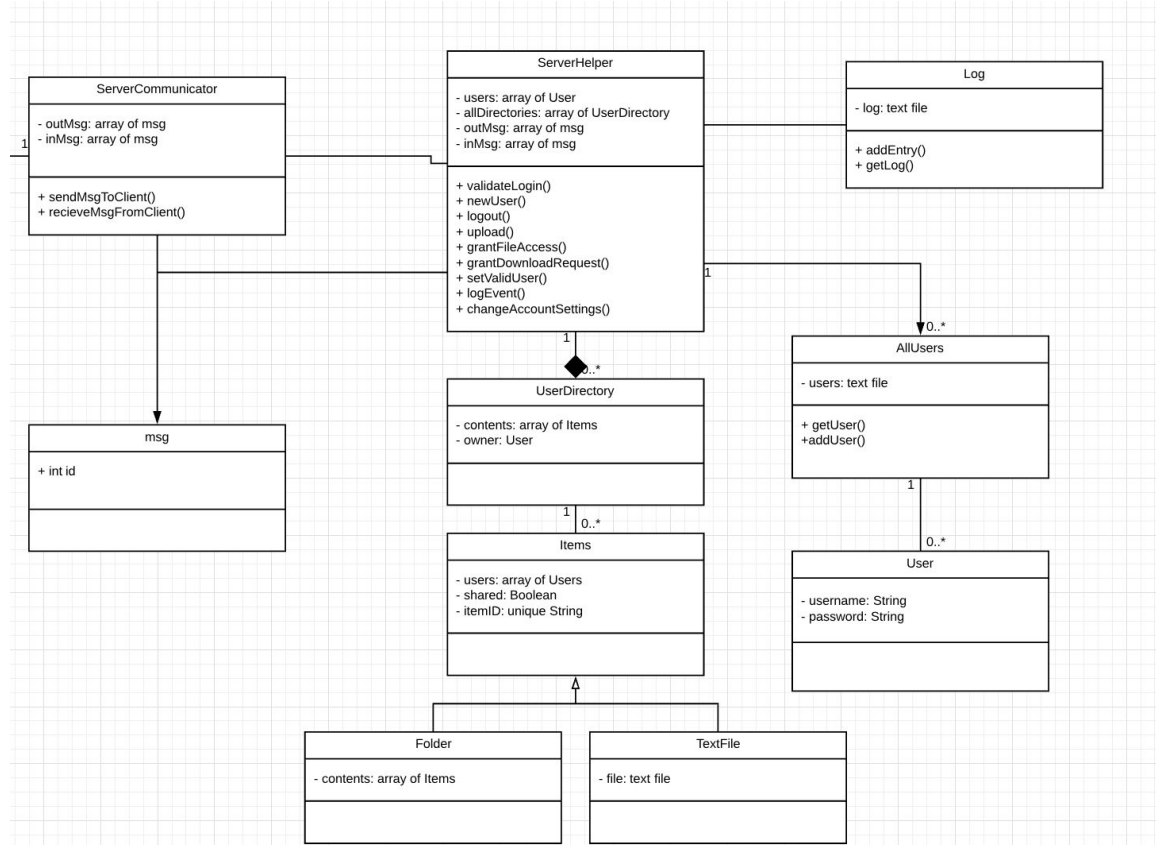 ServerCommunicator
- outMsg: array of msg
- inMsg: array of msg
1
+ sendMsgToClient()
+ recieveMsgFromClient()
ServerHelper
- users: array of User
- allDirectories: array of UserDirectory
- outMsg: array of msg
- inMsg: array of msg
+ validateLogin()
+ newUser()
+ logout()
+ upload()
+ grantFileAccess()
+ grantDownloadRequest()
+ setValidUser()
+ logEvent()
+ changeAccountSettings()
Log
- log: text file
+ addEntry()
+ getLog()
1
0..*
1
0..*
AllUsers
- users: text file
+ getUser()
+addUser()
msg
+ int id
UserDirectory
- contents: array of Items
- owner: User
1
0..*
1
0..*
Items
- users: array of Users
- shared: Boolean
- itemID: unique String
User
- username: String
- password: String
Folder
- contents: array of Items
TextFile
- file: text file